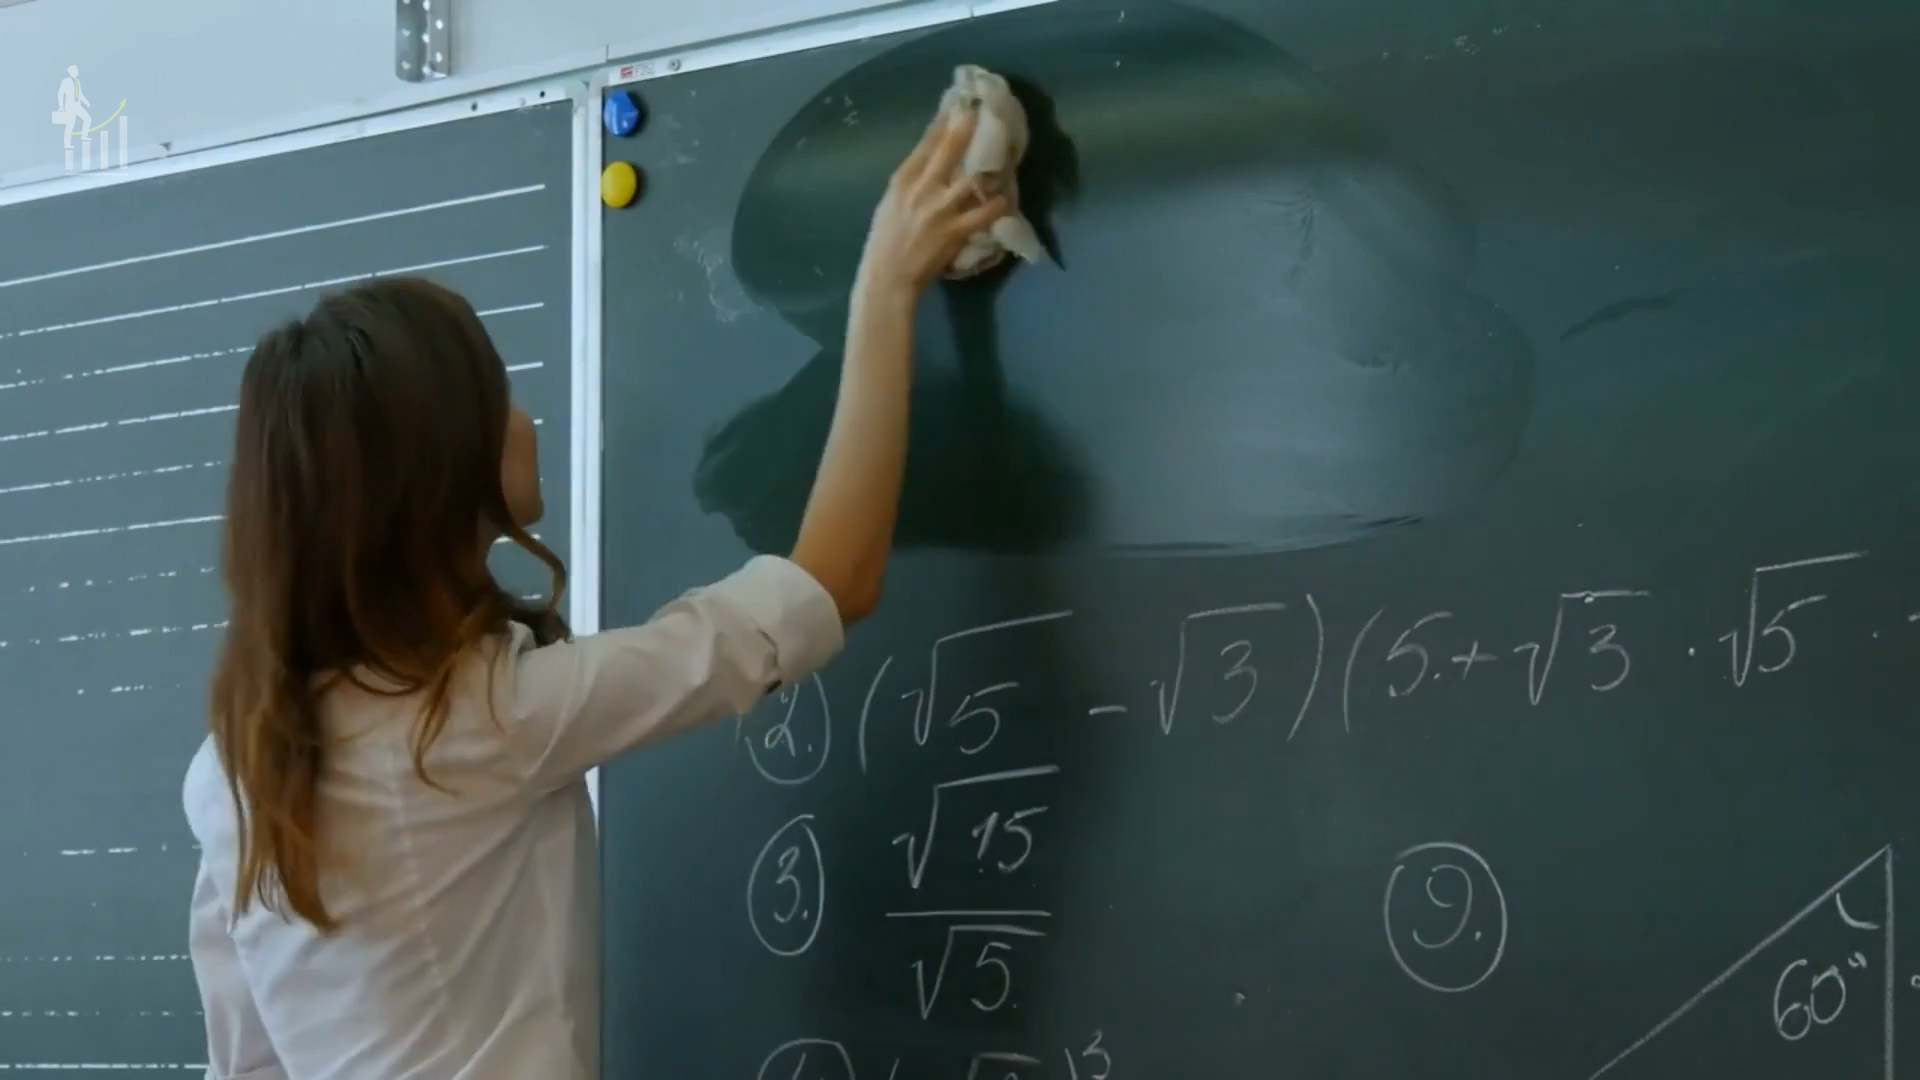 2. (√5 - √3)(5 + √3 · √5
3. √15
√5
9.
60°